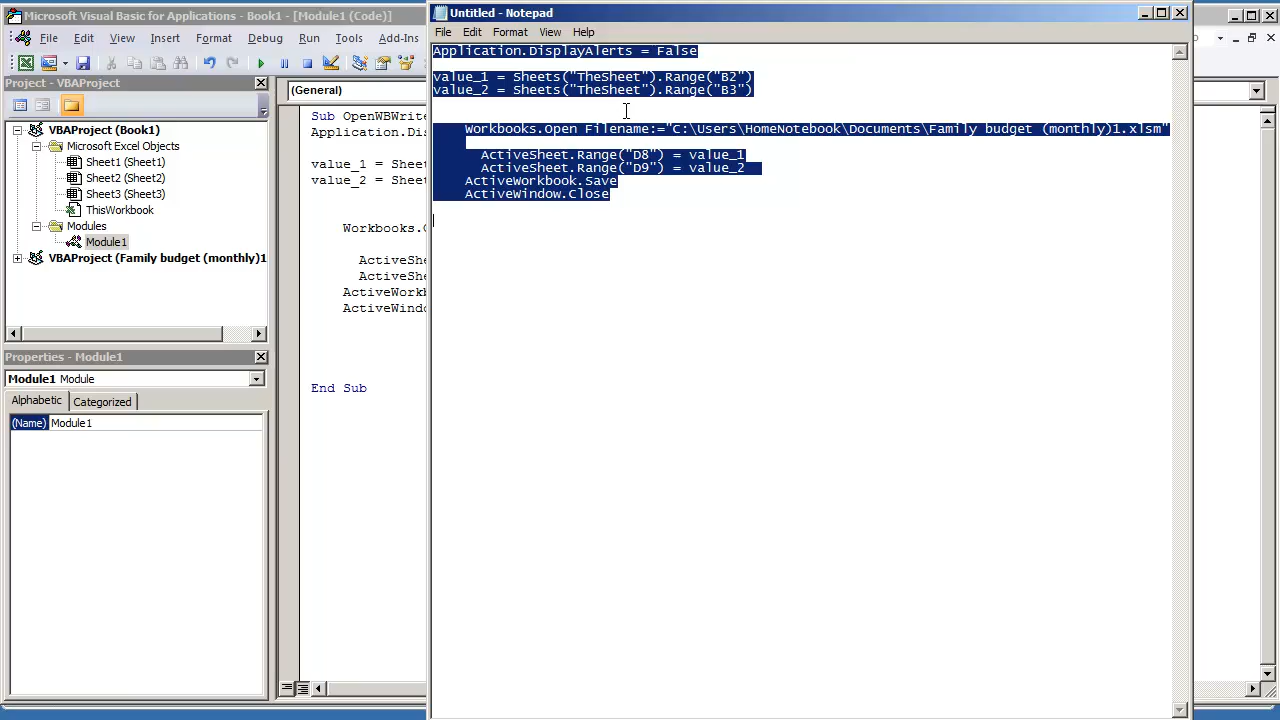 Microsoft Visual Basic for Applications - Book1 - [Module1 (Code)]
File Edit View Insert Format Debug Run Tools Add-Ins
Project - VBAProject
VBAProject (Book1)
Microsoft Excel Objects
Sheet1 (Sheet1)
Sheet2 (Sheet2)
Sheet3 (Sheet3)
ThisWorkbook
Modules
Module1
VBAProject (Family budget (monthly)1
Properties - Module1
Module1 Module
Alphabetic Categorized
(Name) Module1
(General)
Sub OpenWBWrite
Application.Dis
value_1 = Sheet
value_2 = Sheet
Workbooks.O
ActiveShe
ActiveShe
ActiveWorkb
ActiveWindo
End Sub
Untitled - Notepad
File Edit Format View Help
Application.DisplayAlerts = False
value_1 = Sheets("TheSheet").Range("B2")
value_2 = Sheets("TheSheet").Range("B3")
Workbooks.Open Filename:="C:\Users\HomeNotebook\Documents\Family budget (monthly)1.xlsm"
ActiveSheet.Range("D8") = value_1
ActiveSheet.Range("D9") = value_2
ActiveWorkbook.Save
ActiveWindow.Close